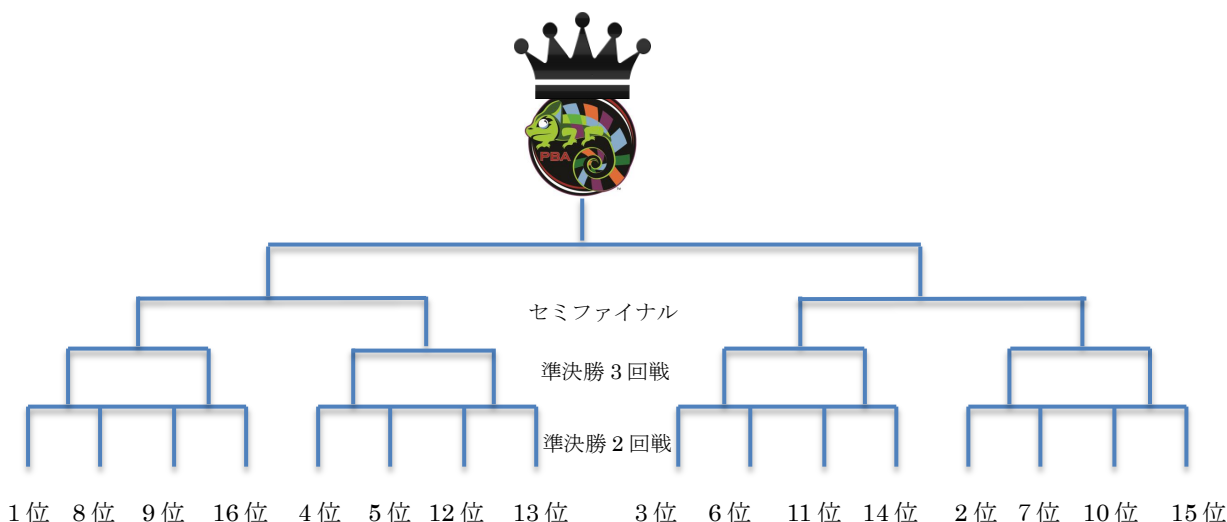 PBA
セミファイナル
準決勝 3 回戦
準決勝 2 回戦
1 位 8 位 9 位 16 位 4 位 5 位 12 位 13 位 3 位 6 位 11 位 14 位 2 位 7 位 10 位 15 位